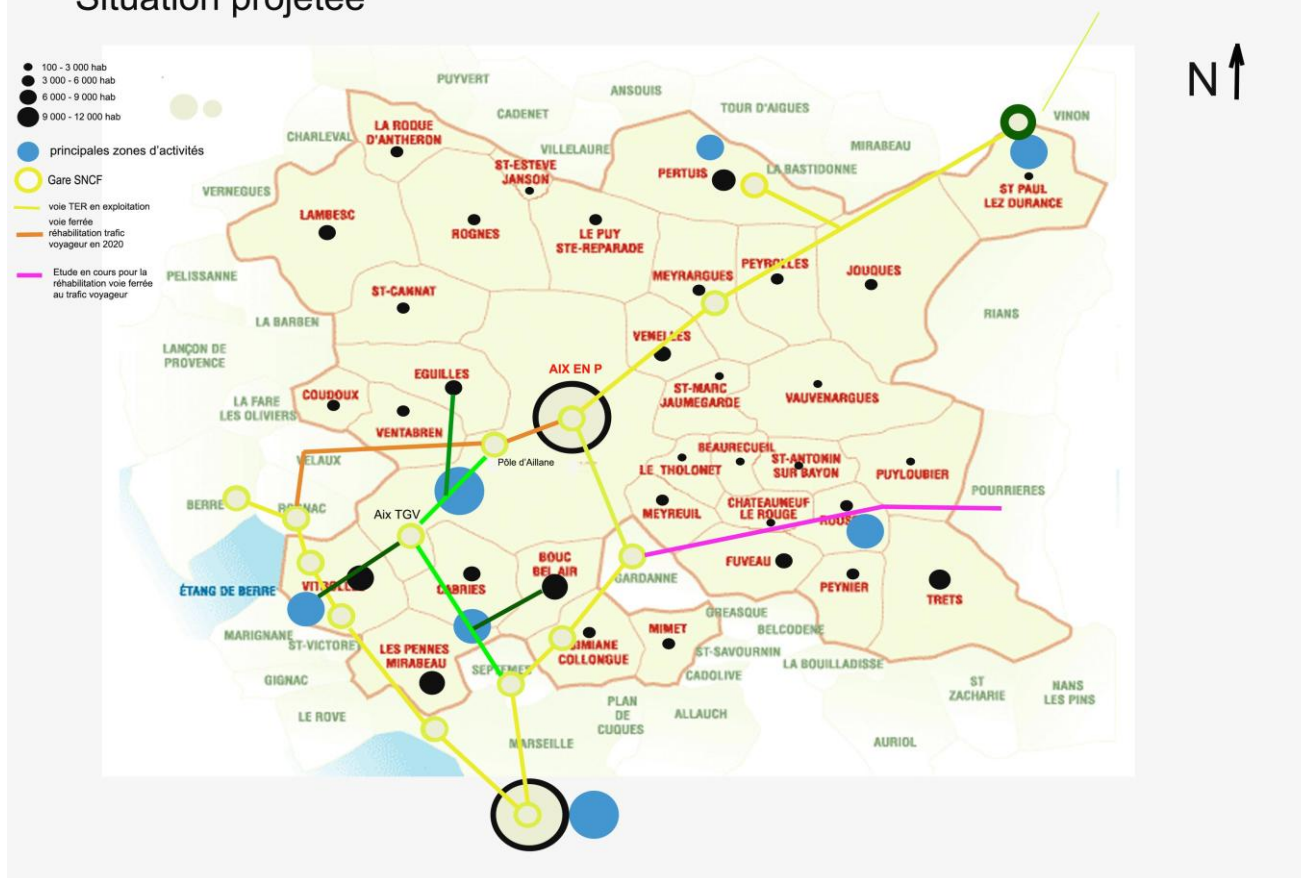 Situation projetée
N
100 - 3 000 hab
3 000 - 6 000 hab
6 000 - 9 000 hab
9 000 - 12 000 hab
principales zones d'activités
Gare SNCF
voie TER en exploitation
voie ferrée
réhabilitation trafic
voyageur en 2020
Etude en cours pour la
réhabilitation voie ferrée
au trafic voyageur
PUYVERT
ANSOUIS
CADENET
TOUR D'AIGUES
VINON
LA ROQUE
D'ANTHERON
CHARLEVAL
VILLELAURE
MIRABEAU
ST-ESTEVE
JANSON
PERTUIS
LA BASTIDONNE
VERNEGUES
ST PAUL
LEZ DURANCE
LAMBESC
ROGNES
LE PUY
STE-REPARADE
PELISSANNE
MEYRARGUES
PEYROLLES
JOUQUES
ST-CANNAT
RIANS
LA BARBEN
VENELLES
LANÇON DE
PROVENCE
AIX EN P
EGUILLES
ST-MARC
JAUMEGARDE
VAUVENARGUES
COUDOUX
LA FARE
LES OLIVIERS
VENTABREN
BEAURECUEIL
VELAUX
Pôle d'Aillane
LE THOLONET
ST-ANTONIN
SUR BAYON
PUYLOUBIER
POURRIERES
BERRE
Aix TGV
MEYREUIL
CHATEAUNEUF
LE ROUGE
BOUC
BEL AIR
FUVEAU
GARDANNE
ÉTANG DE BERRE
CABRIES
PEYNIER
TRETS
GREASQUE
MARIGNANE
ST-VICTORET
MIMET
BELCODENE
SIMIANE
COLLONGUE
LES PENNES
MIRABEAU
ST-SAVOURNIN
LA BOUILLADISSE
SEPTEMES
CADOLIVE
GIGNAC
ST
ZACHARIE
NANS
LES PINS
LE ROVE
PLAN
DE
CUQUES
ALLAUCH
MARSEILLE
AURIOL